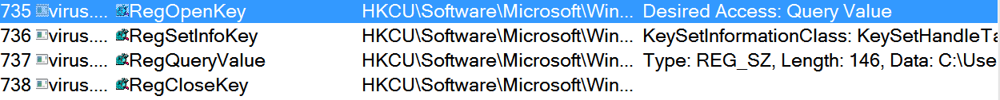 735 virus.... RegOpenKey HKCU\Software\Microsoft\Win... Desired Access: Query Value
736 virus.... RegSetInfoKey HKCU\Software\Microsoft\Win... KeySetInformationClass: KeySetHandleTa
737 virus.... RegQueryValue HKCU\Software\Microsoft\Win... Type: REG_SZ, Length: 146, Data: C:\Use
738 virus.... RegCloseKey HKCU\Software\Microsoft\Win...